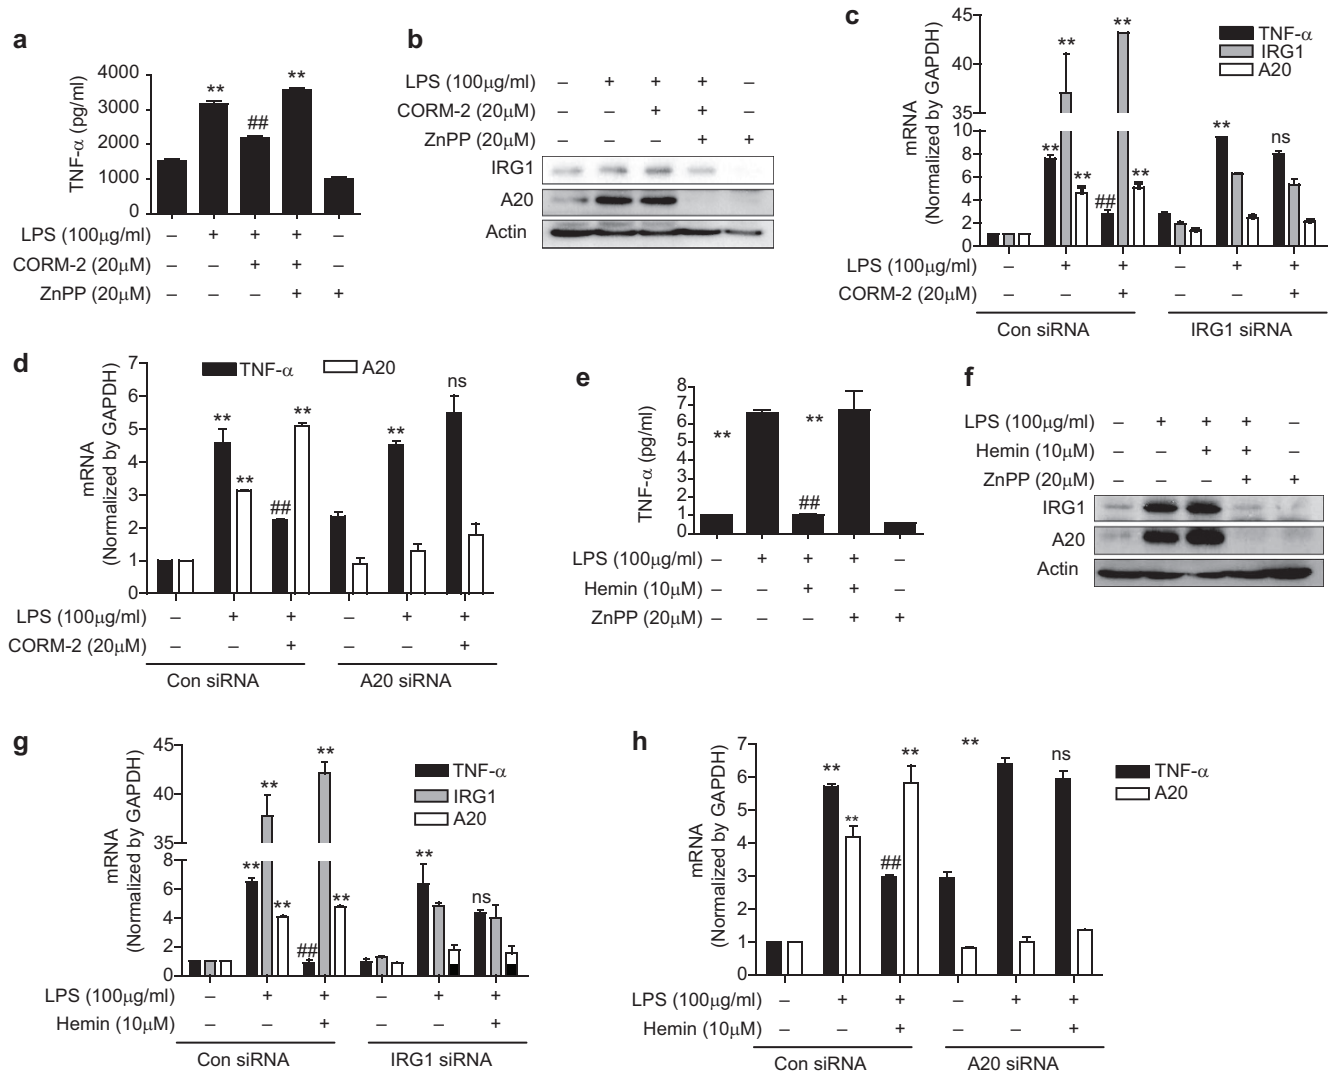 a
TNF-α (pg/ml)
4000
3000
2000
1000
0
** ## **
LPS (100μg/ml) – + + + –
CORM-2 (20μM) – – + + –
ZnPP (20μM) – – – + +
b
LPS (100μg/ml) – + + + –
CORM-2 (20μM) – – + + –
ZnPP (20μM) – – – + +
IRG1
A20
Actin
c
mRNA
(Normalized by GAPDH)
45
40
35
10
8
6
4
2
0
TNF-α
IRG1
A20
** ** ** ## ** ** ** ns
LPS (100μg/ml) – + + – + +
CORM-2 (20μM) – – + – – +
Con siRNA IRG1 siRNA
d
mRNA
(Normalized by GAPDH)
7
6
5
4
3
2
1
0
TNF-α A20
** ** ## ** ** ns
LPS (100μg/ml) – + + – + +
CORM-2 (20μM) – – + – – +
Con siRNA A20 siRNA
e
TNF-α (pg/ml)
8
7
6
5
4
3
2
1
0
** ## **
LPS (100μg/ml) – + + + –
Hemin (10μM) – – + + –
ZnPP (20μM) – – – + +
f
LPS (100μg/ml) – + + + –
Hemin (10μM) – – + + –
ZnPP (20μM) – – – + +
IRG1
A20
Actin
g
mRNA
(Normalized by GAPDH)
45
40
35
8
6
4
2
0
TNF-α
IRG1
A20
** ** ** ## ** ** ** ns
LPS (100μg/ml) – + + – + +
Hemin (10μM) – – + – – +
Con siRNA IRG1 siRNA
h
mRNA
(Normalized by GAPDH)
7
6
5
4
3
2
1
0
TNF-α
A20
** ** ## ** ** ns
LPS (100μg/ml) – + + – + +
Hemin (10μM) – – + – – +
Con siRNA A20 siRNA